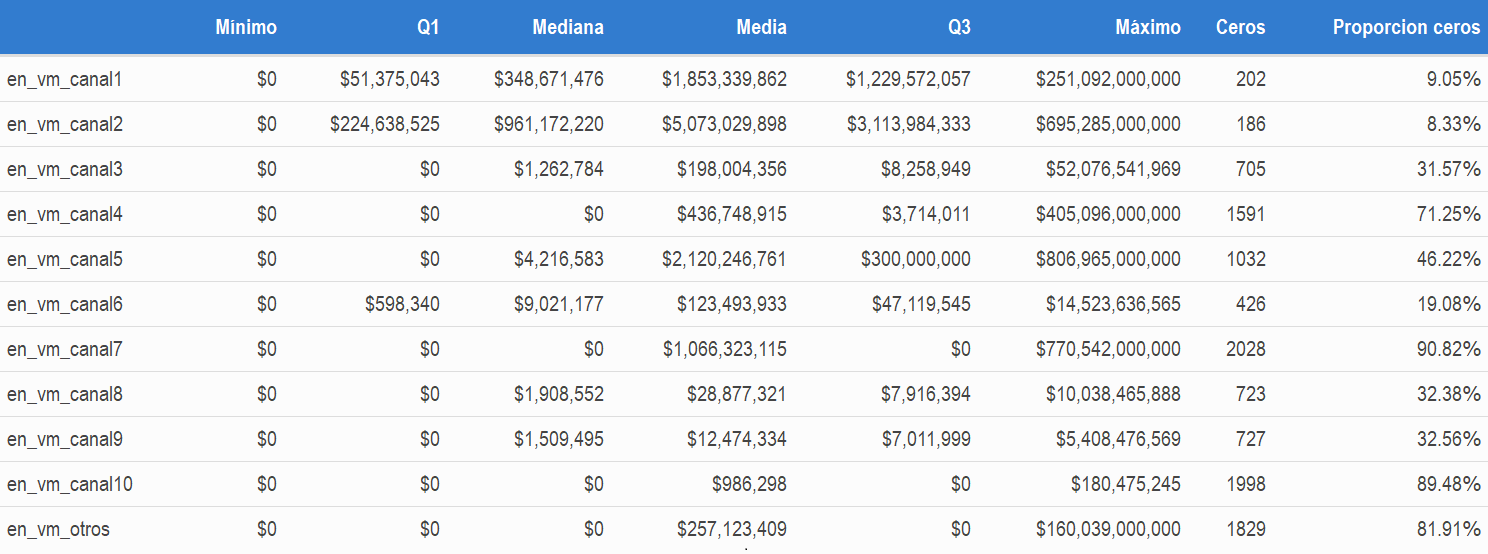 Mínimo Q1 Mediana Media Q3 Máximo Ceros Proporcion ceros
en_vm_canal1 $0 $51,375,043 $348,671,476 $1,853,339,862 $1,229,572,057 $251,092,000,000 202 9.05%
en_vm_canal2 $0 $224,638,525 $961,172,220 $5,073,029,898 $3,113,984,333 $695,285,000,000 186 8.33%
en_vm_canal3 $0 $0 $1,262,784 $198,004,356 $8,258,949 $52,076,541,969 705 31.57%
en_vm_canal4 $0 $0 $0 $436,748,915 $3,714,011 $405,096,000,000 1591 71.25%
en_vm_canal5 $0 $0 $4,216,583 $2,120,246,761 $300,000,000 $806,965,000,000 1032 46.22%
en_vm_canal6 $0 $598,340 $9,021,177 $123,493,933 $47,119,545 $14,523,636,565 426 19.08%
en_vm_canal7 $0 $0 $0 $1,066,323,115 $0 $770,542,000,000 2028 90.82%
en_vm_canal8 $0 $0 $1,908,552 $28,877,321 $7,916,394 $10,038,465,888 723 32.38%
en_vm_canal9 $0 $0 $1,509,495 $12,474,334 $7,011,999 $5,408,476,569 727 32.56%
en_vm_canal10 $0 $0 $0 $986,298 $0 $180,475,245 1998 89.48%
en_vm_otros $0 $0 $0 $257,123,409 $0 $160,039,000,000 1829 81.91%